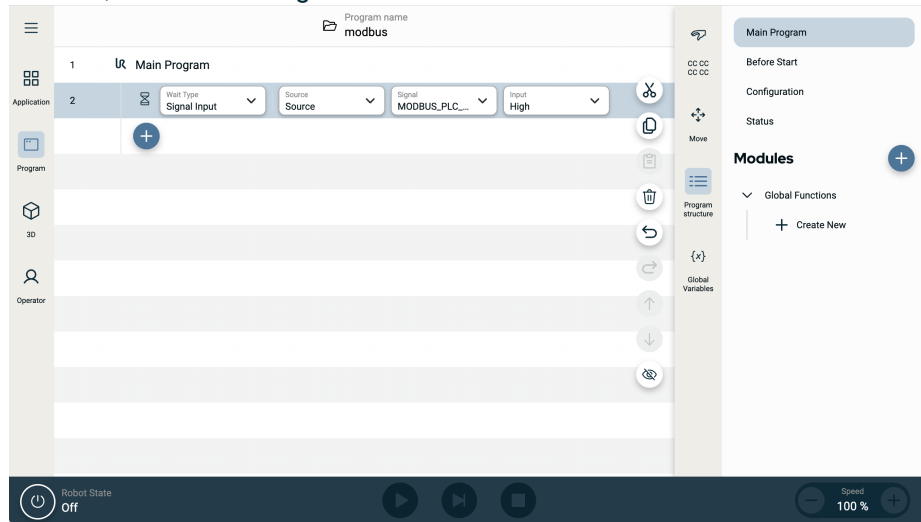 Program name
modbus
Application
Program
3D
Operator
1 Main Program
2 Wait Type Signal Input Source Source Signal MODBUS_PLC_... Input High
CC CC
CC CC
Move
Program structure
{x}
Global Variables
Main Program
Before Start
Configuration
Status
Modules
Global Functions
Create New
Robot State
Off
Speed
100 %